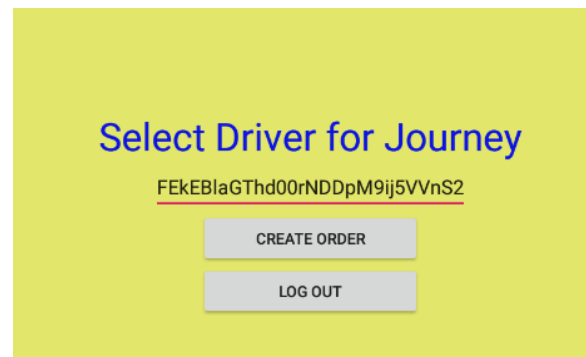 Select Driver for Journey
FEkEBlaGThd00rNDDpM9ij5VVnS2
CREATE ORDER
LOG OUT